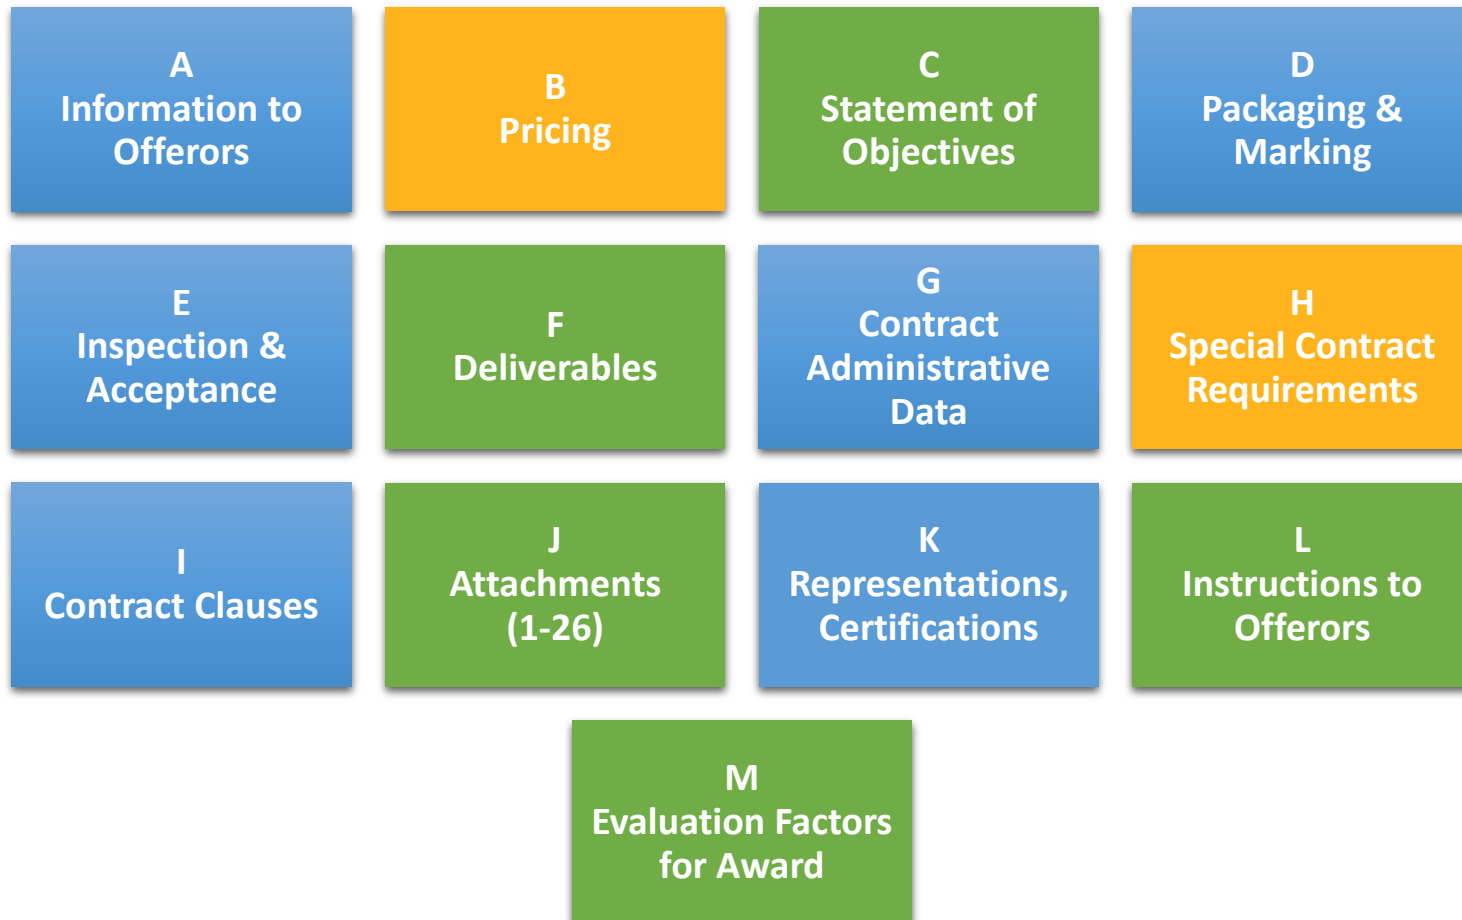 A
Information to
Offerors
B
Pricing
C
Statement of
Objectives
D
Packaging &
Marking
E
Inspection &
Acceptance
F
Deliverables
G
Contract
Administrative
Data
H
Special Contract
Requirements
I
Contract Clauses
J
Attachments
(1-26)
K
Representations,
Certifications
L
Instructions to
Offerors
M
Evaluation Factors
for Award